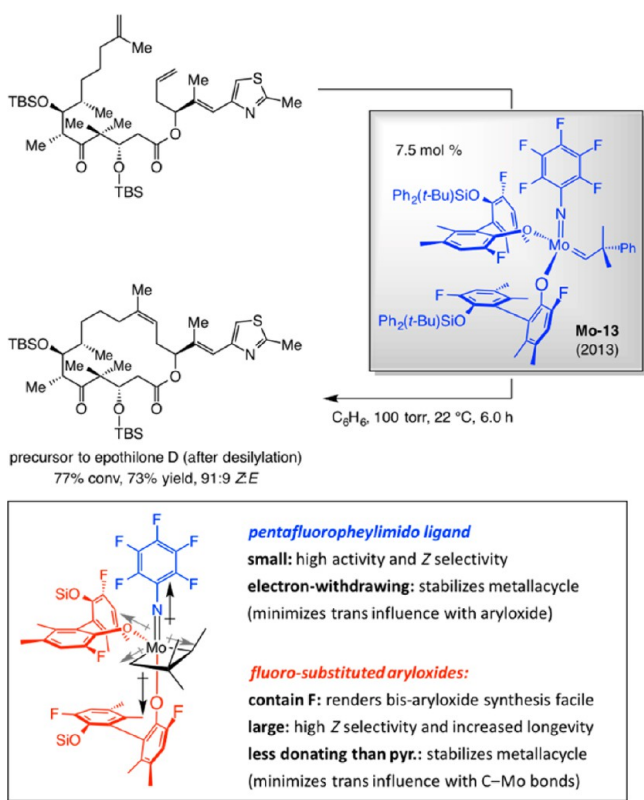 Me
TBSO
Me
Me
Me
Me
O
O
TBS
O
O
Me
S
N
Me
7.5 mol %
F
F
F
F
F
N
F
Ph2(t-Bu)SiO
O
F
Mo
Ph
O
F
F
Ph2(t-Bu)SiO
Mo-13
(2013)
Me
TBSO
Me
Me
Me
Me
O
O
TBS
O
O
Me
S
N
Me
C6H6, 100 torr, 22 °C, 6.0 h
precursor to epothilone D (after desilylation)
77% conv, 73% yield, 91:9 Z:E
F
F
F
F
F
N
F
SiO
O
F
Mo
O
F
F
SiO
pentafluoropheylimido ligand
small: high activity and Z selectivity
electron-withdrawing: stabilizes metallacycle
(minimizes trans influence with aryloxide)
fluoro-substituted aryloxides:
contain F: renders bis-aryloxide synthesis facile
large: high Z selectivity and increased longevity
less donating than pyr.: stabilizes metallacycle
(minimizes trans influence with C–Mo bonds)